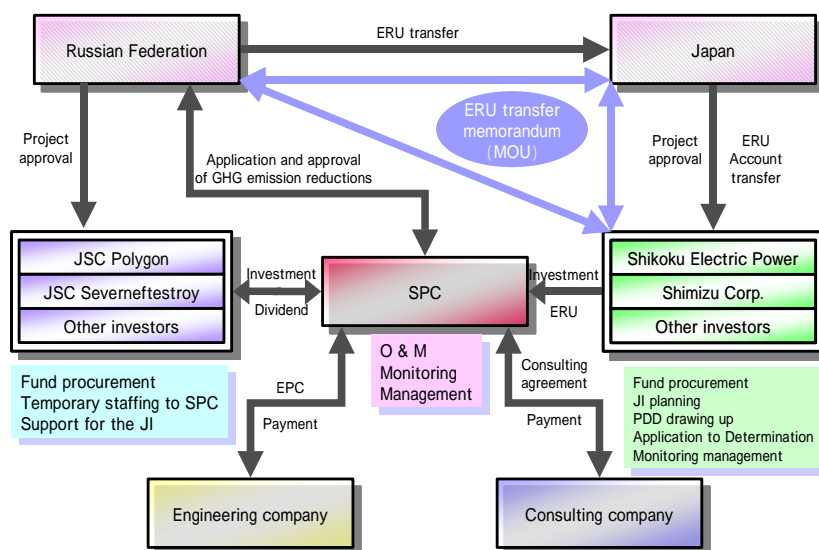 Russian Federation
ERU transfer
Japan
ERU transfer
memorandum
(MOU)
Project
approval
Application and approval
of GHG emission reductions
Project
approval
ERU
Account
transfer
JSC Polygon
JSC Severneftestroy
Other investors
Investment
Dividend
SPC
Investment
ERU
Shikoku Electric Power
Shimizu Corp.
Other investors
Fund procurement
Temporary staffing to SPC
Support for the JI
EPC
Payment
O & M
Monitoring
Management
Consulting
agreement
Payment
Fund procurement
JI planning
PDD drawing up
Application to Determination
Monitoring management
Engineering company
Consulting company